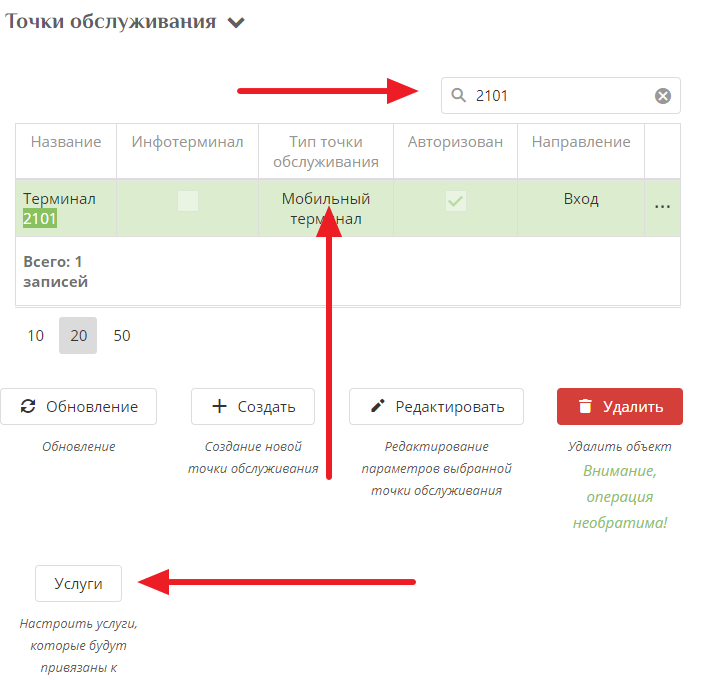 Точки обслуживания
2101
Название
Инфотерминал
Тип точки
обслуживания
Авторизован
Направление
Терминал
2101
Мобильный
терминал
Вход
...
Всего: 1
записей
10 20 50
Обновление
Создать
Редактировать
Удалить
Обновление
Создание новой
точки обслуживания
Редактирование
параметров выбранной
точки обслуживания
Удалить объект
Внимание,
операция
необратима!
Услуги
Настроить услуги,
которые будут
привязаны к